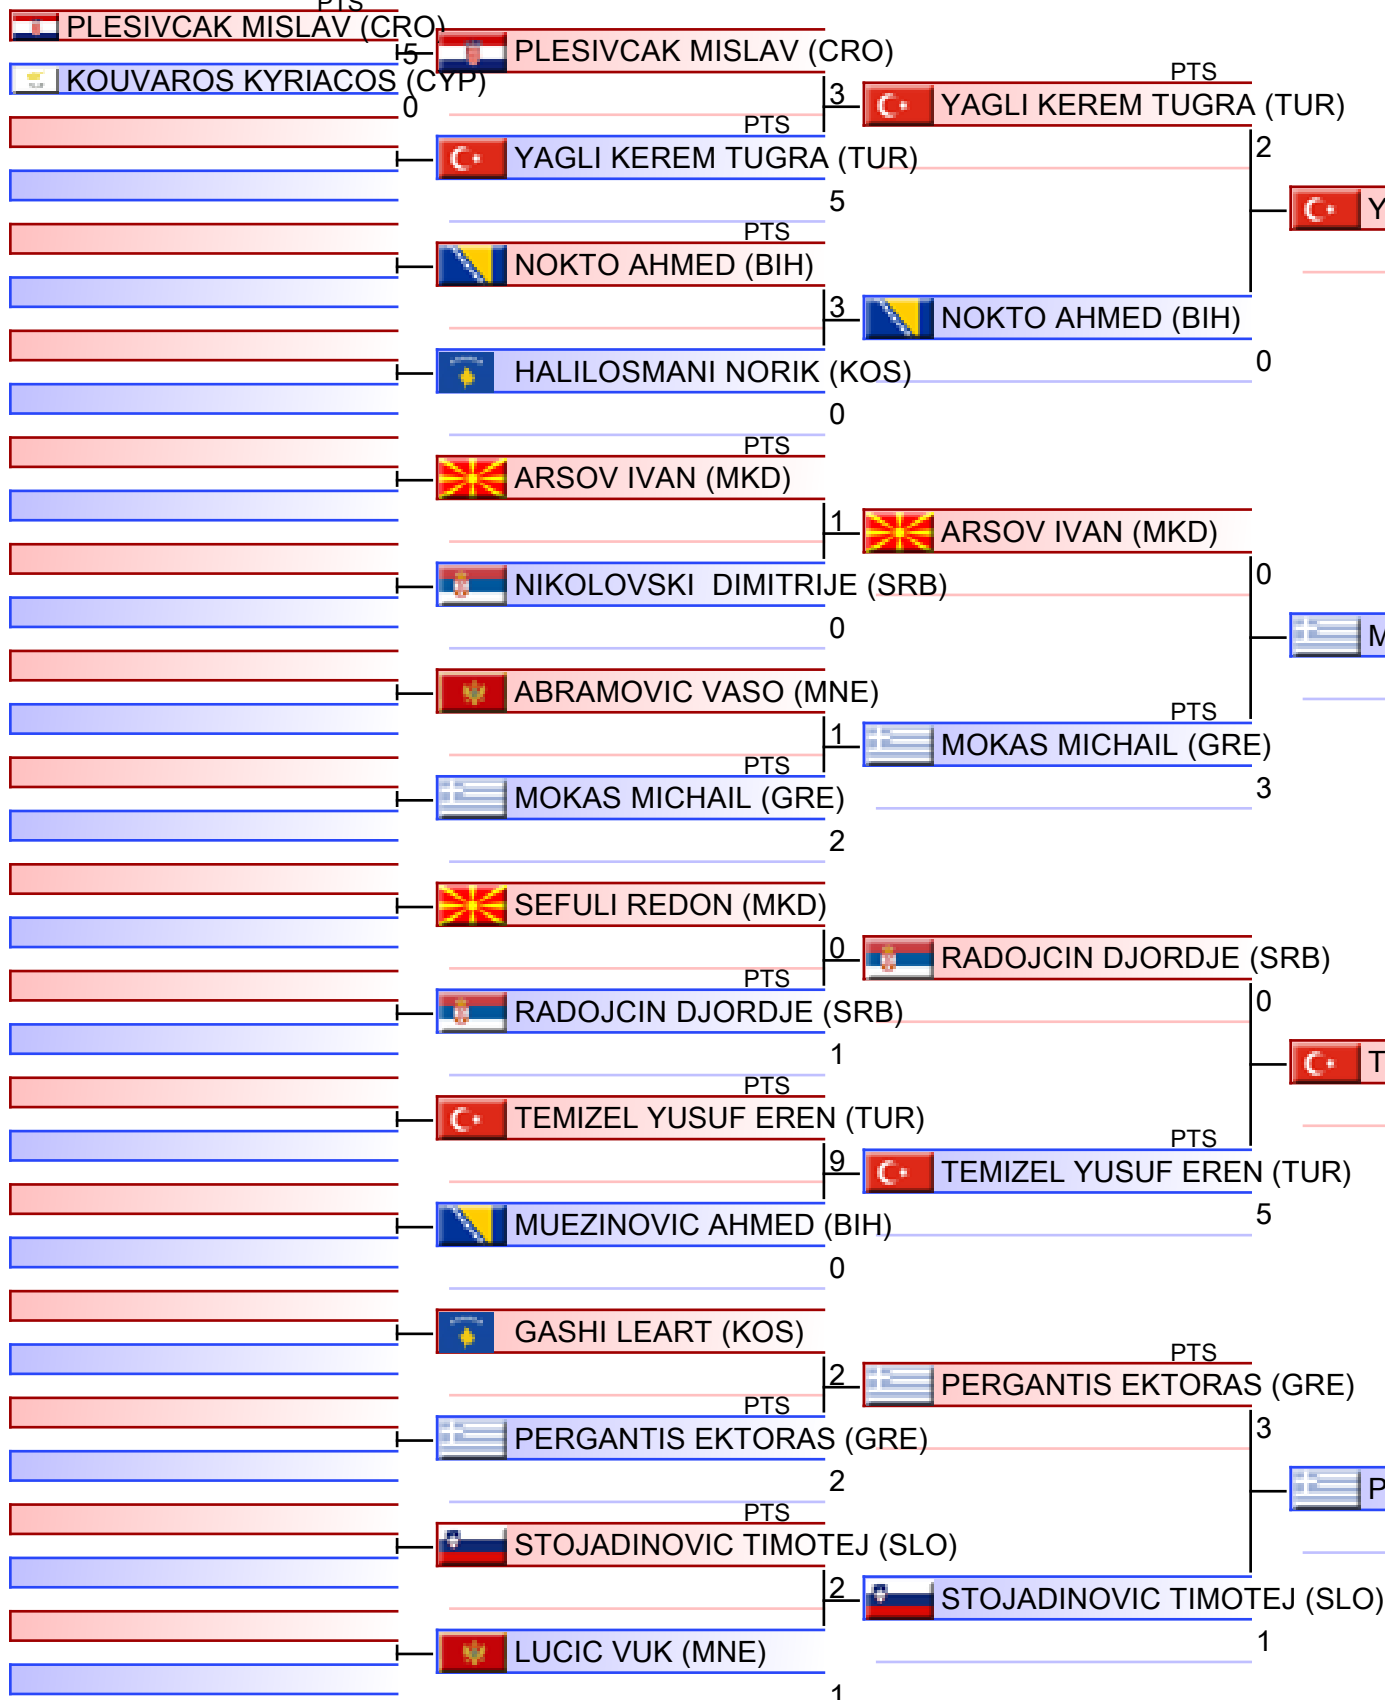 PTS
PLESIVCAK MISLAV (CRO)
5
KOUVAROS KYRIACOS (CYP)
0
PLESIVCAK MISLAV (CRO)
3
PTS
YAGLI KEREM TUGRA (TUR)
5
PTS
NOKTO AHMED (BIH)
3
HALILOSMANI NORIK (KOS)
0
PTS
ARSOV IVAN (MKD)
1
NIKOLOVSKI  DIMITRIJE (SRB)
0
ABRAMOVIC VASO (MNE)
1
PTS
MOKAS MICHAIL (GRE)
2
SEFULI REDON (MKD)
0
PTS
RADOJCIN DJORDJE (SRB)
1
PTS
TEMIZEL YUSUF EREN (TUR)
9
MUEZINOVIC AHMED (BIH)
0
GASHI LEART (KOS)
2
PTS
PERGANTIS EKTORAS (GRE)
2
PTS
STOJADINOVIC TIMOTEJ (SLO)
2
LUCIC VUK (MNE)
1
PTS
YAGLI KEREM TUGRA (TUR)
2
NOKTO AHMED (BIH)
0
ARSOV IVAN (MKD)
0
PTS
MOKAS MICHAIL (GRE)
3
RADOJCIN DJORDJE (SRB)
0
PTS
TEMIZEL YUSUF EREN (TUR)
5
PTS
PERGANTIS EKTORAS (GRE)
3
STOJADINOVIC TIMOTEJ (SLO)
1
Y
M
T
P